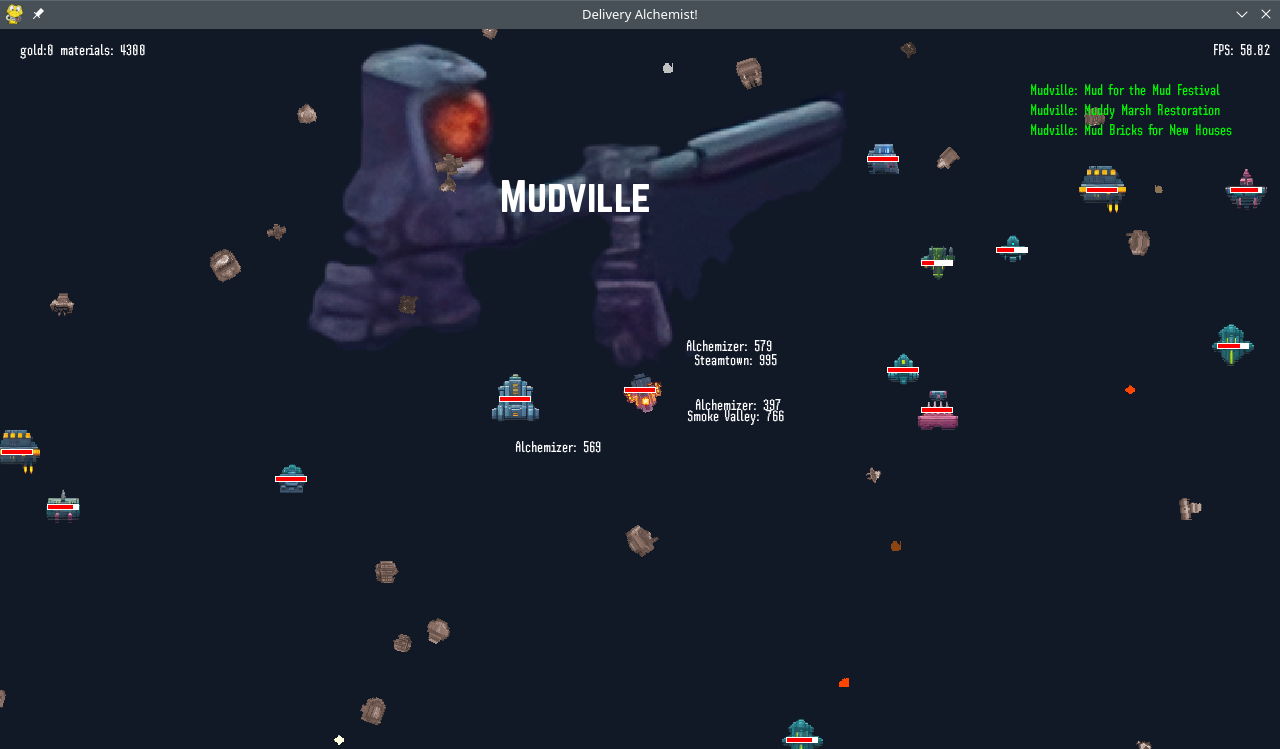 Delivery Alchemist!
gold:0 materials: 4300
FPS: 58.82
Mudville: Mud for the Mud Festival
Mudville: Muddy Marsh Restoration
Mudville: Mud Bricks for New Houses
Mudville
Alchemizer: 579
Steamtown: 995
Alchemizer: 397
Smoke Valley: 766
Alchemizer: 569